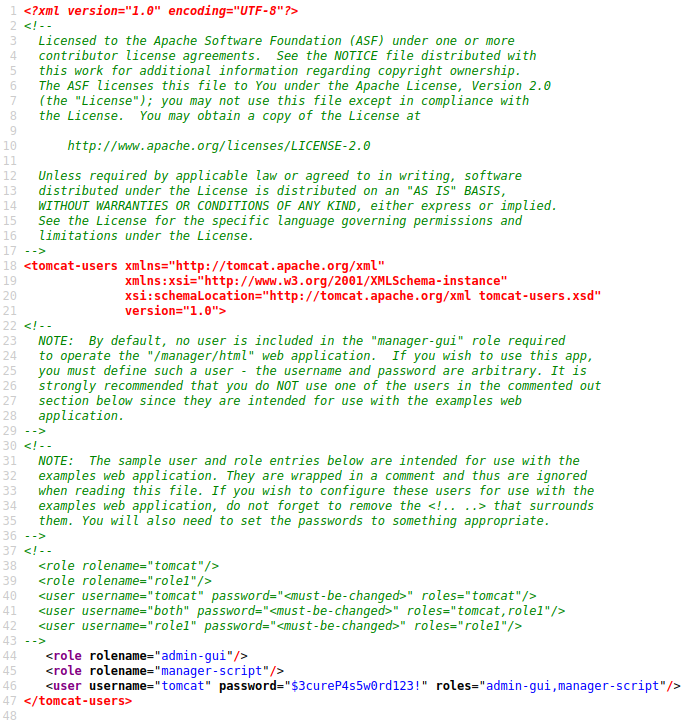 1 <?xml version="1.0" encoding="UTF-8"?>
2 <!--
3   Licensed to the Apache Software Foundation (ASF) under one or more
4   contributor license agreements.  See the NOTICE file distributed with
5   this work for additional information regarding copyright ownership.
6   The ASF licenses this file to You under the Apache License, Version 2.0
7   (the "License"); you may not use this file except in compliance with
8   the License.  You may obtain a copy of the License at
9
10       http://www.apache.org/licenses/LICENSE-2.0
11
12   Unless required by applicable law or agreed to in writing, software
13   distributed under the License is distributed on an "AS IS" BASIS,
14   WITHOUT WARRANTIES OR CONDITIONS OF ANY KIND, either express or implied.
15   See the License for the specific language governing permissions and
16   limitations under the License.
17 -->
18 <tomcat-users xmlns="http://tomcat.apache.org/xml"
19               xmlns:xsi="http://www.w3.org/2001/XMLSchema-instance"
20               xsi:schemaLocation="http://tomcat.apache.org/xml tomcat-users.xsd"
21               version="1.0">
22 <!--
23   NOTE:  By default, no user is included in the "manager-gui" role required
24   to operate the "/manager/html" web application.  If you wish to use this app,
25   you must define such a user - the username and password are arbitrary. It is
26   strongly recommended that you do NOT use one of the users in the commented out
27   section below since they are intended for use with the examples web
28   application.
29 -->
30 <!--
31   NOTE:  The sample user and role entries below are intended for use with the
32   examples web application. They are wrapped in a comment and thus are ignored
33   when reading this file. If you wish to configure these users for use with the
34   examples web application, do not forget to remove the <!.. ..> that surrounds
35   them. You will also need to set the passwords to something appropriate.
36 -->
37 <!--
38   <role rolename="tomcat"/>
39   <role rolename="role1"/>
40   <user username="tomcat" password="<must-be-changed>" roles="tomcat"/>
41   <user username="both" password="<must-be-changed>" roles="tomcat,role1"/>
42   <user username="role1" password="<must-be-changed>" roles="role1"/>
43 -->
44    <role rolename="admin-gui"/>
45    <role rolename="manager-script"/>
46    <user username="tomcat" password="$3cureP4s5w0rd123!" roles="admin-gui,manager-script"/>
47 </tomcat-users>
48